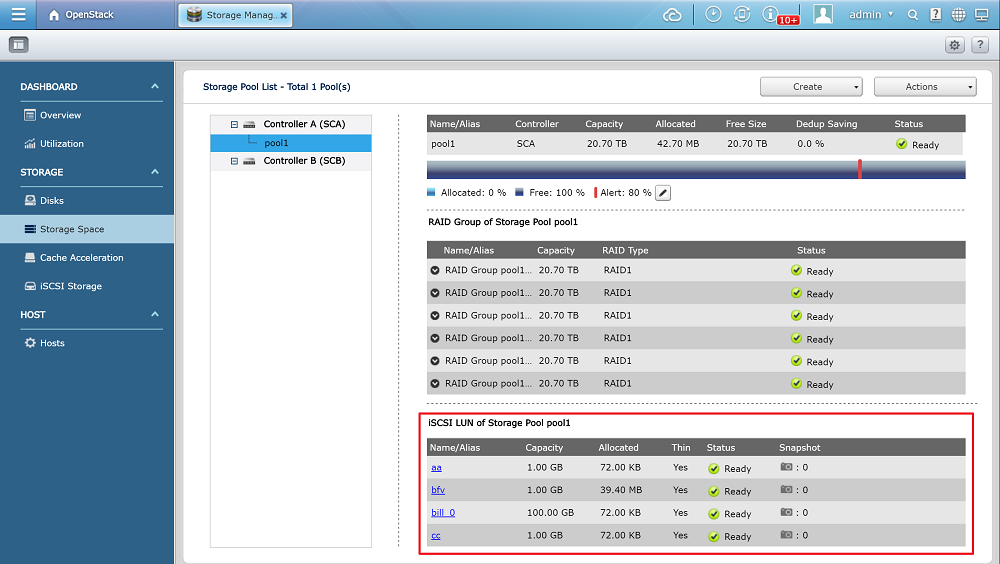 OpenStack
Storage Manag...
10+
admin
?
?
DASHBOARD
Overview
Utilization
STORAGE
Disks
Storage Space
Cache Acceleration
iSCSI Storage
HOST
Hosts
Storage Pool List - Total 1 Pool(s)
Create
Actions
Controller A (SCA)
pool1
Controller B (SCB)
Name/Alias Controller Capacity Allocated Free Size Dedup Saving Status
pool1 SCA 20.70 TB 42.70 MB 20.70 TB 0.0 % Ready
Allocated: 0 % Free: 100 % Alert: 80 %
RAID Group of Storage Pool pool1
Name/Alias Capacity RAID Type Status
RAID Group pool1... 20.70 TB RAID1 Ready
RAID Group pool1... 20.70 TB RAID1 Ready
RAID Group pool1... 20.70 TB RAID1 Ready
RAID Group pool1... 20.70 TB RAID1 Ready
RAID Group pool1... 20.70 TB RAID1 Ready
RAID Group pool1... 20.70 TB RAID1 Ready
iSCSI LUN of Storage Pool pool1
Name/Alias Capacity Allocated Thin Status Snapshot
aa 1.00 GB 72.00 KB Yes Ready : 0
bfv 1.00 GB 39.40 MB Yes Ready : 0
bill_0 100.00 GB 72.00 KB Yes Ready : 0
cc 1.00 GB 72.00 KB Yes Ready : 0